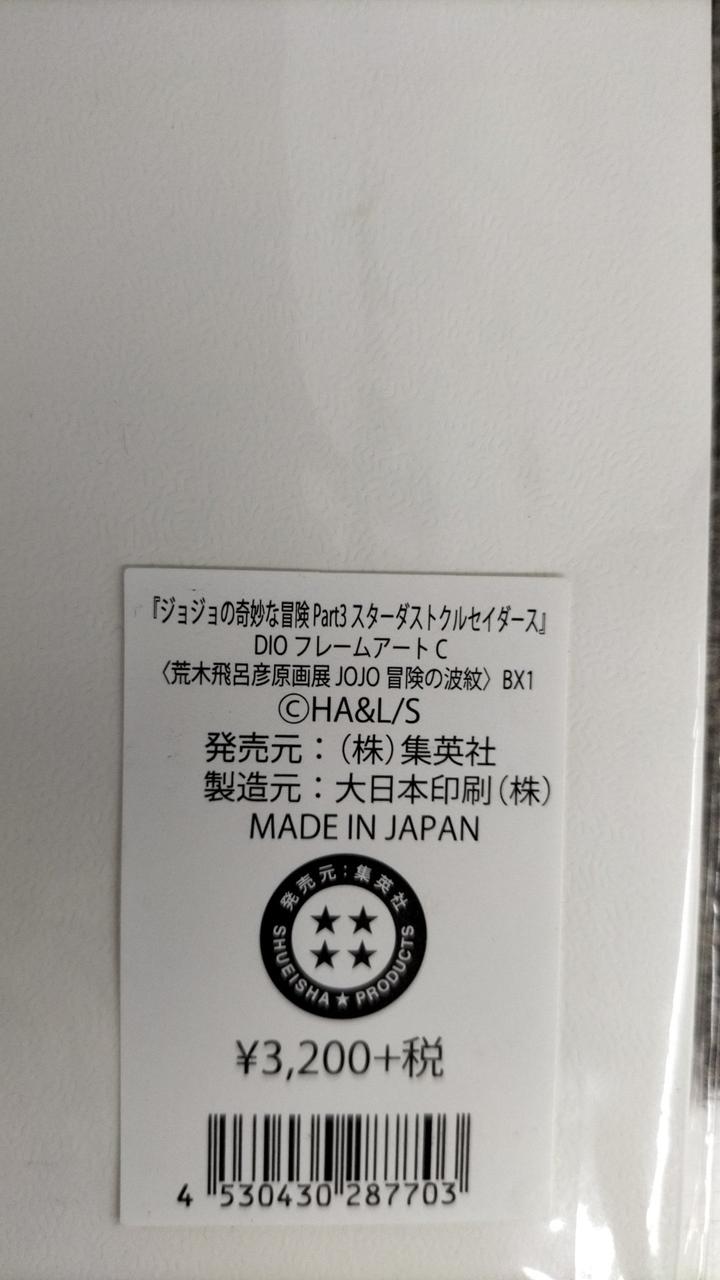 『ジョジョの奇妙な冒険 Part3 スターダストクルセイダース』
DIO フレームアート C
〈荒木飛呂彦原画展 JOJO 冒険の波紋〉 BX1
©HA&L/S
発売元：（株）集英社
製造元：大日本印刷（株）
MADE IN JAPAN
発売元：集英社
SHUEISHA★PRODUCTS
¥3,200+税
4 530430 287703